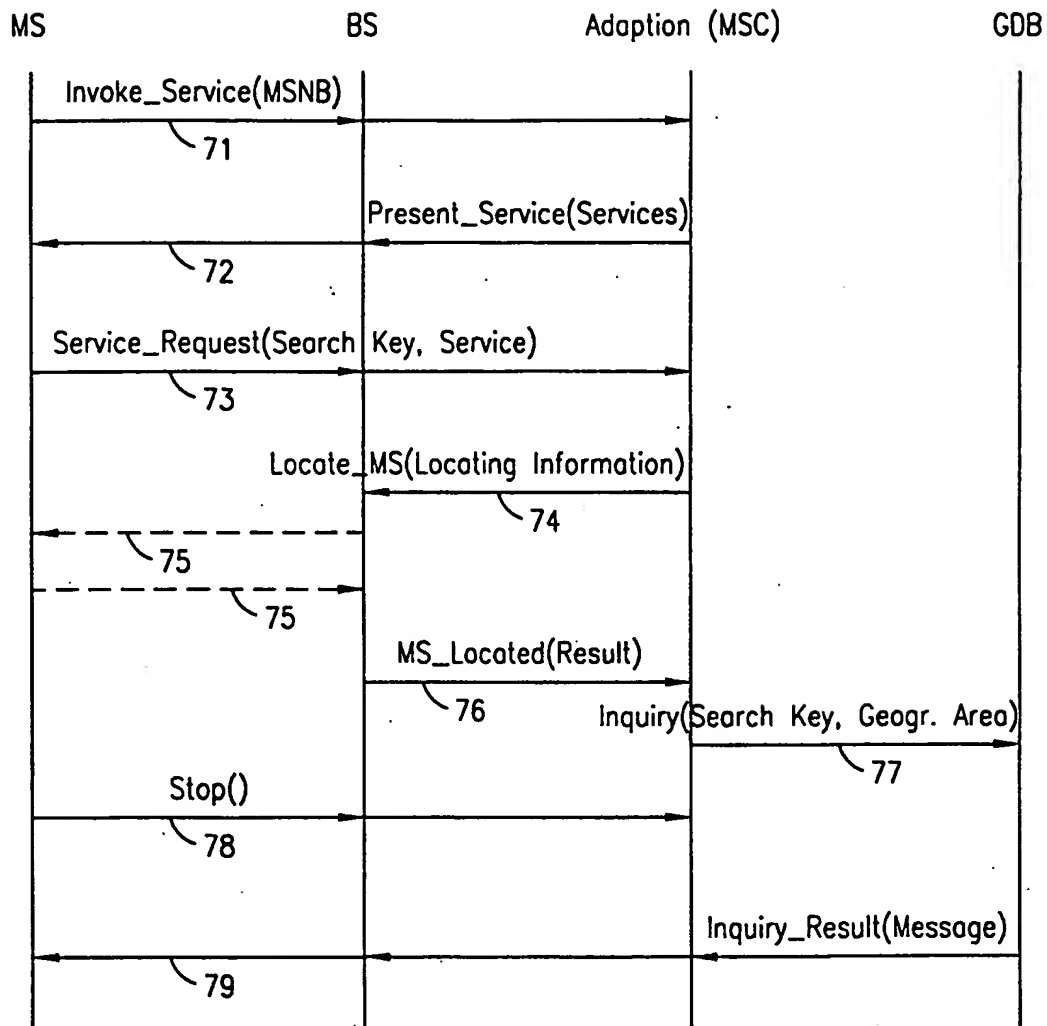 MS BS Adaption (MSC) GDB
Invoke_Service(MSNB)
71
Present_Service(Services)
72
Service_Request(Search Key, Service)
73
Locate_MS(Locating Information)
74
75
75
MS_Located(Result)
76
Inquiry(Search Key, Geogr. Area)
77
Stop()
78
Inquiry_Result(Message)
79